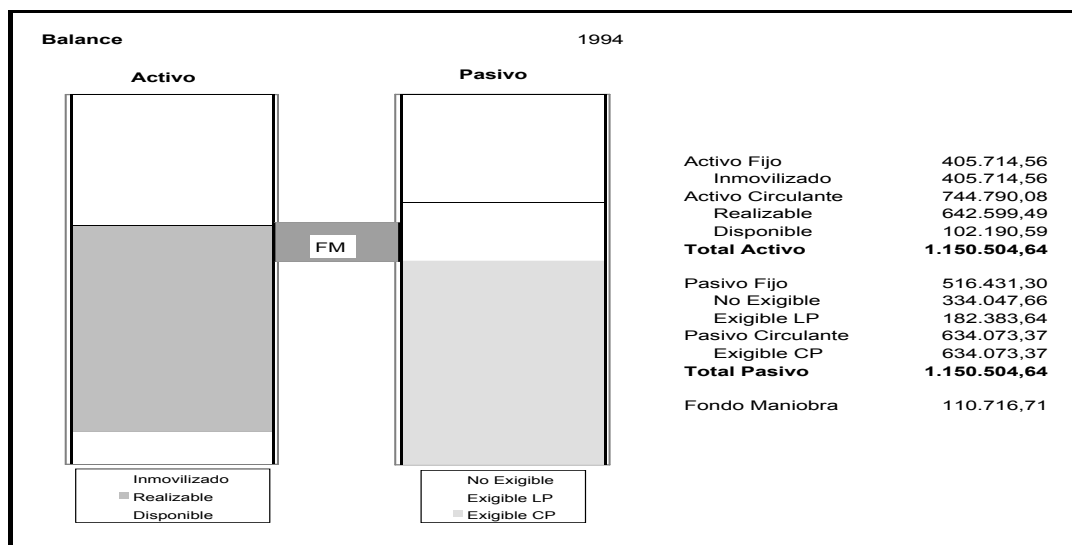 Balance 1994
Activo Pasivo
FM
Inmovilizado
Realizable
Disponible
No Exigible
Exigible LP
Exigible CP
Activo Fijo 405.714,56
Inmovilizado 405.714,56
Activo Circulante 744.790,08
Realizable 642.599,49
Disponible 102.190,59
Total Activo 1.150.504,64
Pasivo Fijo 516.431,30
No Exigible 334.047,66
Exigible LP 182.383,64
Pasivo Circulante 634.073,37
Exigible CP 634.073,37
Total Pasivo 1.150.504,64
Fondo Maniobra 110.716,71